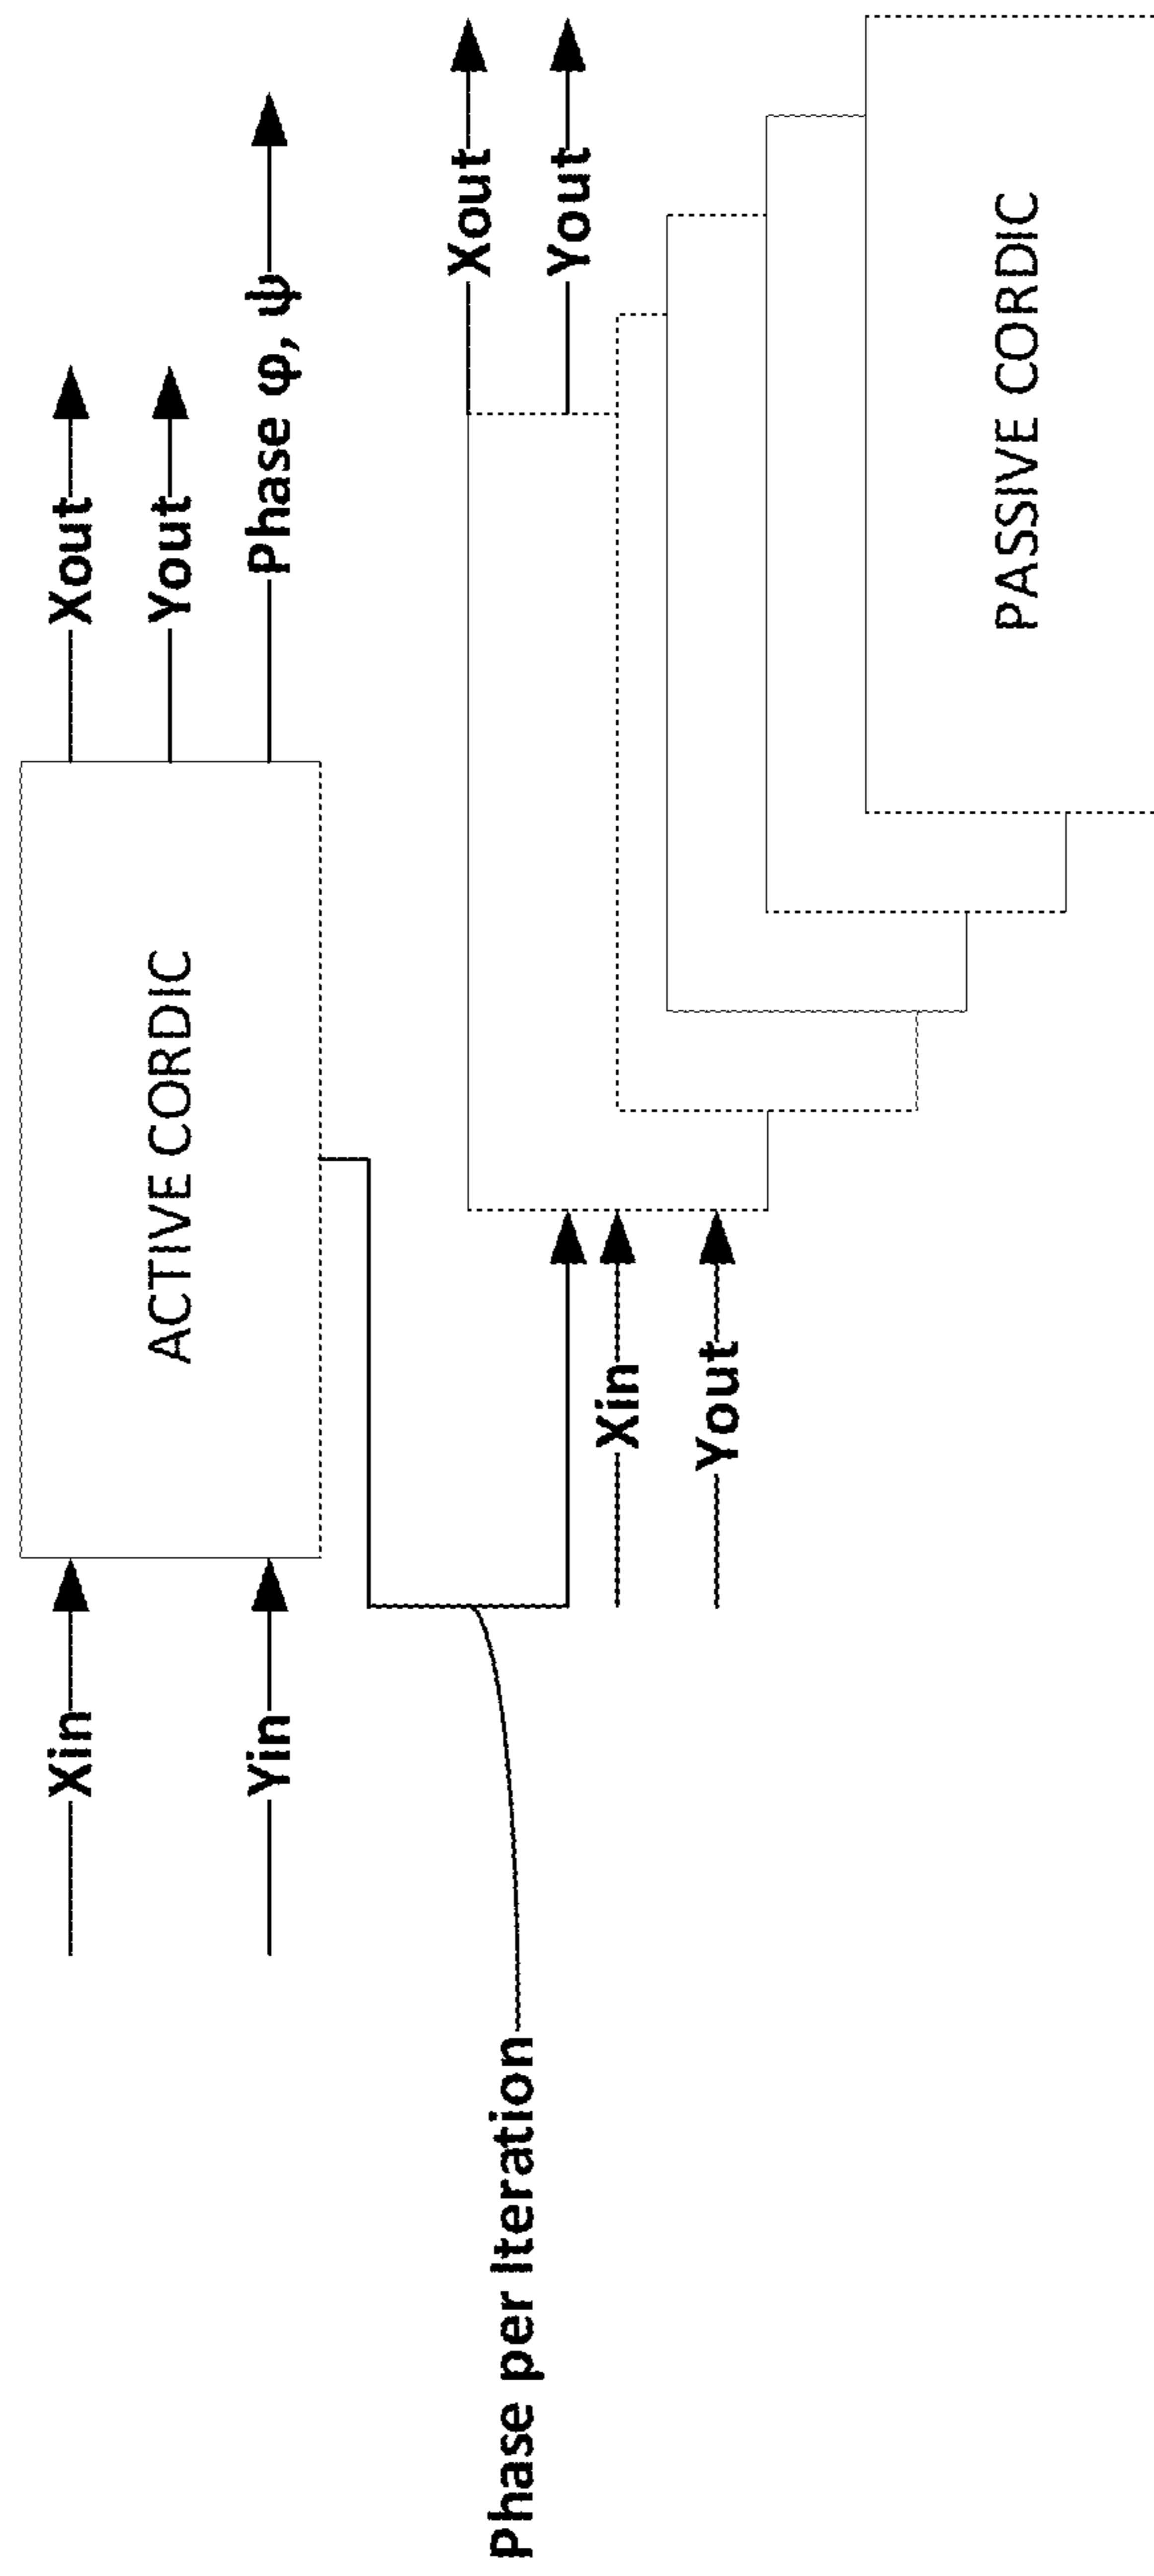 Xin
Yin
ACTIVE CORDIC
Xout
Yout
Phase φ, ψ
Phase per Iteration
Xin
Yout
Xout
Yout
PASSIVE CORDIC